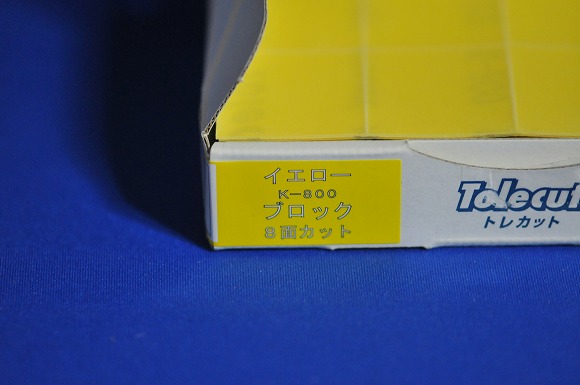 イエロー
K-800
ブロック
8面カット
Tolecut
トレカット